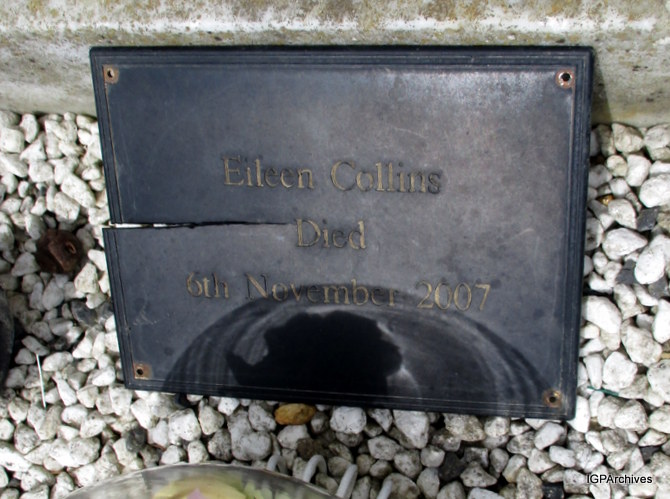 Eileen Collins
Died
6th November 2007
IGPArchives